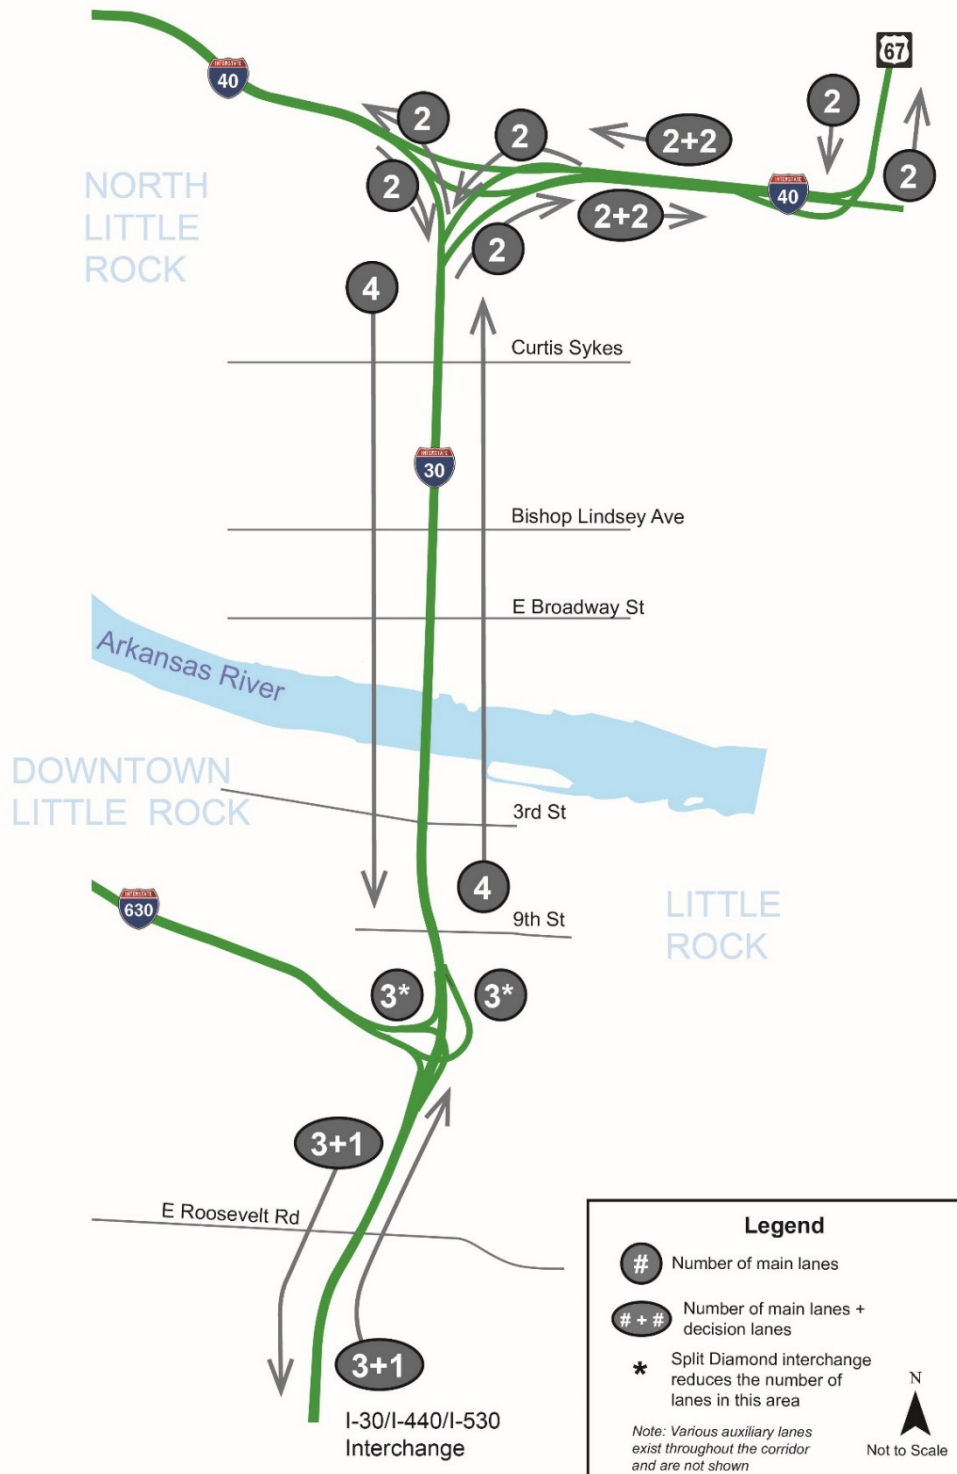 67
INTERSTATE
40
2
2
2
2+2
2
NORTH
LITTLE
ROCK
2
INTERSTATE
40
2
2+2
2
4
Curtis Sykes
INTERSTATE
30
Bishop Lindsey Ave
E Broadway St
Arkansas River
DOWNTOWN
LITTLE ROCK
3rd St
4
INTERSTATE
630
9th St
LITTLE
ROCK
3*
3*
3+1
E Roosevelt Rd
3+1
I-30/I-440/I-530
Interchange
Legend
# Number of main lanes
# + # Number of main lanes +
decision lanes
* Split Diamond interchange
reduces the number of
lanes in this area
Note: Various auxiliary lanes
exist throughout the corridor
and are not shown
N
Not to Scale